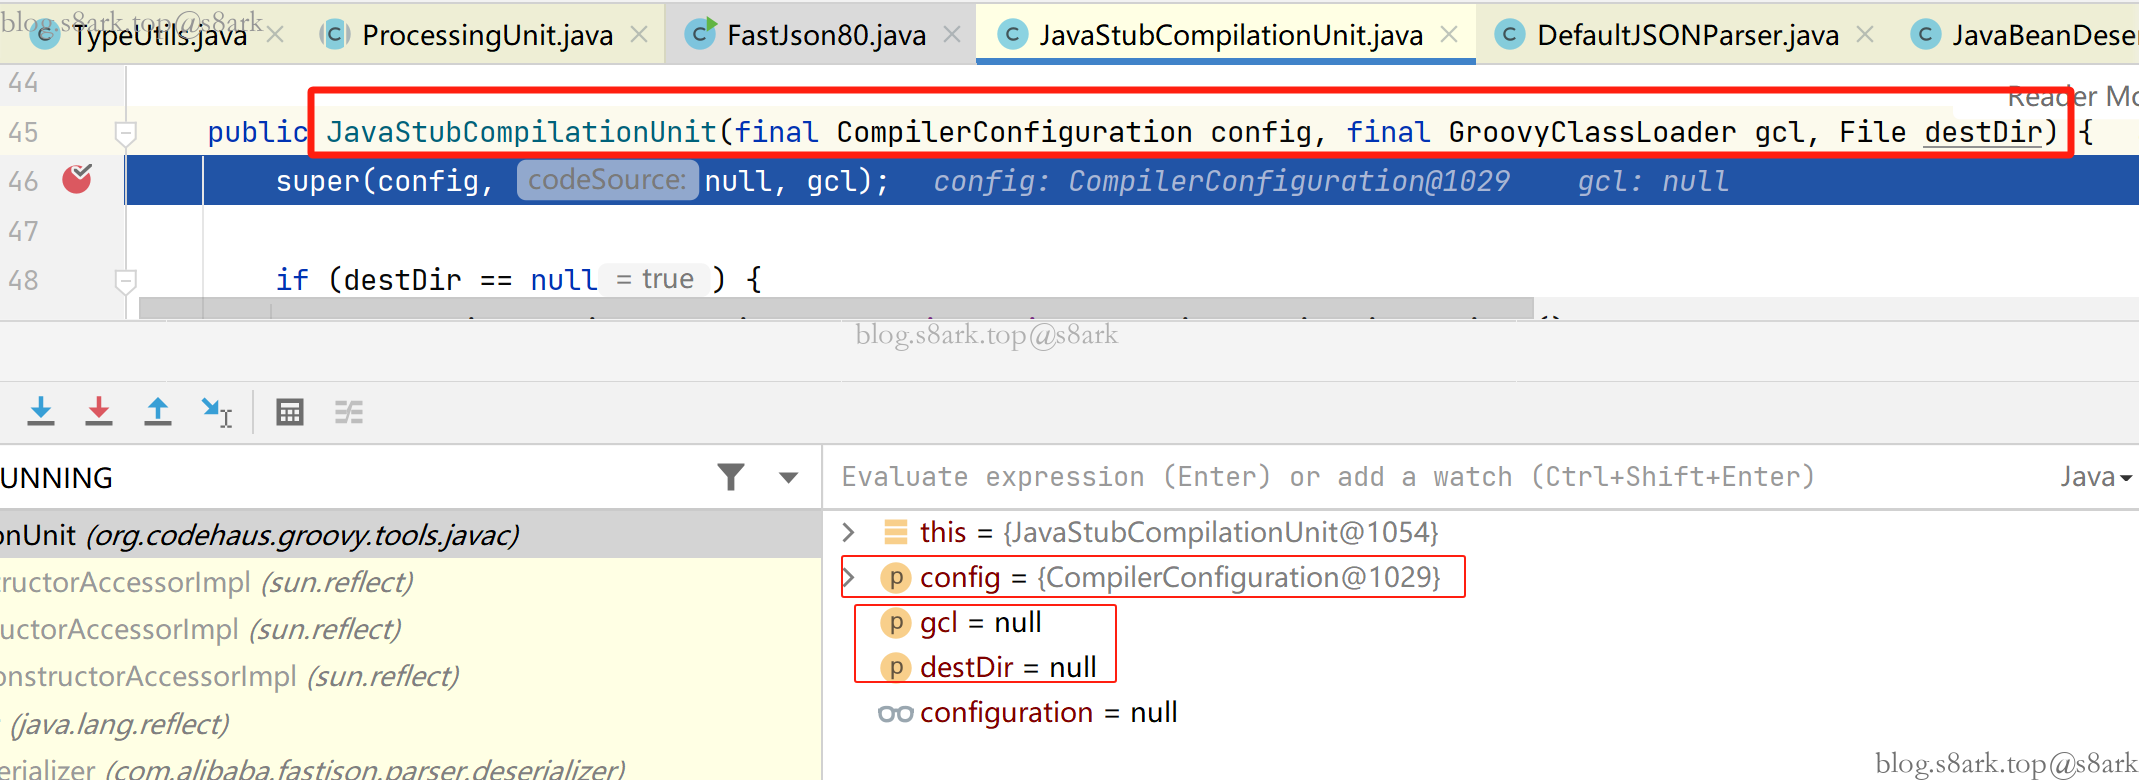 blog.s8ark.top@s8ark
TypeUtils.java ProcessingUnit.java FastJson80.java JavaStubCompilationUnit.java DefaultJSONParser.java JavaBeanDeser
44
Reader Mo
45 public JavaStubCompilationUnit(final CompilerConfiguration config, final GroovyClassLoader gcl, File destDir) {
46 super(config, codeSource: null, gcl); config: CompilerConfiguration@1029 gcl: null
47
48 if (destDir == null = true ) {
blog.s8ark.top@s8ark
UNNING
Evaluate expression (Enter) or add a watch (Ctrl+Shift+Enter) Java
onUnit (org.codehaus.groovy.tools.javac)
this = {JavaStubCompilationUnit@1054}
tructorAccessorImpl (sun.reflect)
config = {CompilerConfiguration@1029}
uctorAccessorImpl (sun.reflect)
gcl = null
onstructorAccessorImpl (sun.reflect)
destDir = null
(java.lang.reflect)
configuration = null
erializer (com.alibaba.fastjson.parser.deserializer)
blog.s8ark.top@s8ark